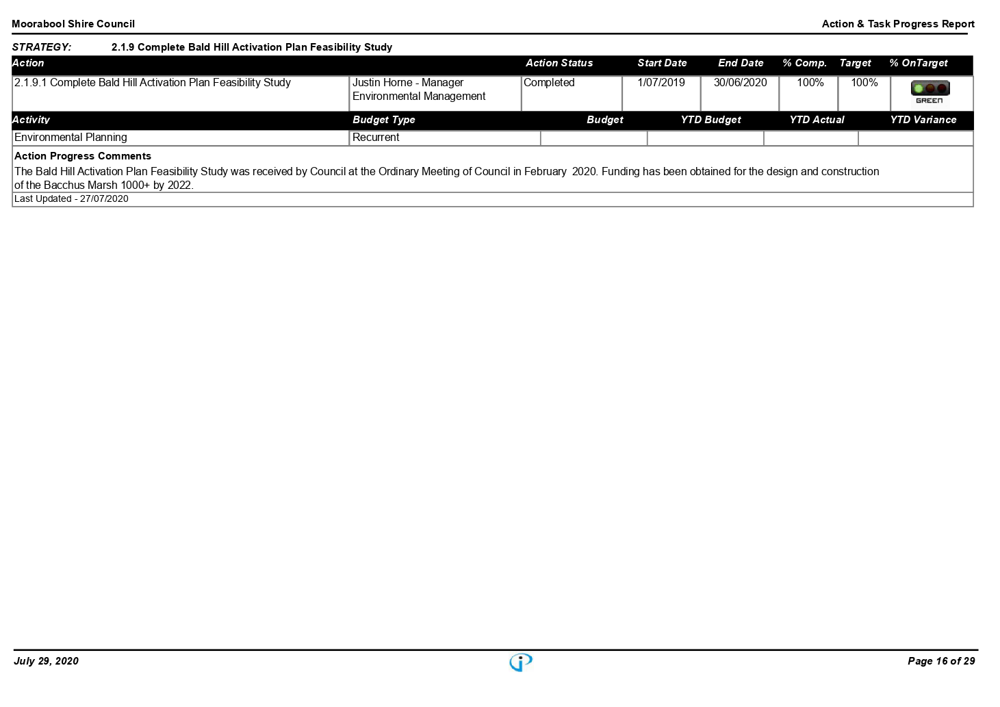 Moorabool Shire Council Action & Task Progress Report
STRATEGY: 2.1.9 Complete Bald Hill Activation Plan Feasibility Study
Action Action Status Start Date End Date % Comp. Target % OnTarget
2.1.9.1 Complete Bald Hill Activation Plan Feasibility Study Justin Horne - Manager Completed 1/07/2019 30/06/2020 100% 100%
Environmental Management
GREEN
Activity Budget Type Budget YTD Budget YTD Actual YTD Variance
Environmental Planning Recurrent
Action Progress Comments
The Bald Hill Activation Plan Feasibility Study was received by Council at the Ordinary Meeting of Council in February  2020. Funding has been obtained for the design and construction
of the Bacchus Marsh 1000+ by 2022.
Last Updated - 27/07/2020
July 29, 2020 Page 16 of 29